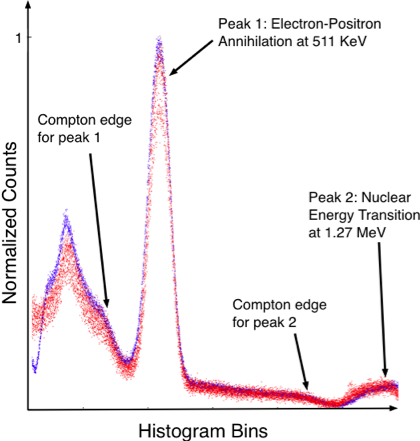 Peak 1: Electron-Positron
Annihilation at 511 KeV
1
Compton edge
for peak 1
Normalized Counts
Peak 2: Nuclear
Energy Transition
at 1.27 MeV
Compton edge
for peak 2
Histogram Bins